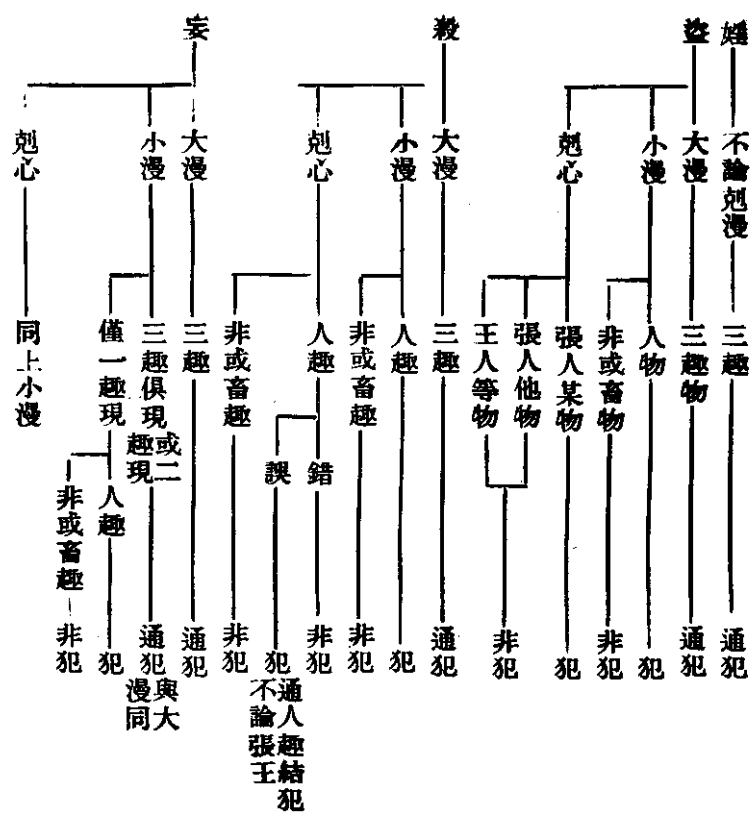 婬
不論剋漫
三趣
通犯
盜
大漫
三趣物
通犯
小漫
人物
犯
非或畜物
非犯
剋心
張人某物
犯
張人他物
王人等物
非犯
殺
大漫
三趣
通犯
小漫
人趣
犯
非或畜趣
非犯
剋心
人趣
錯
非犯
誤
犯
通人趣結犯
不論張王
非或畜趣
非犯
妄
大漫
三趣
通犯
小漫
三趣俱現
或二
趣現
通犯
與大
漫同
僅一趣現
人趣
犯
非或畜趣
非犯
剋心
同上小漫